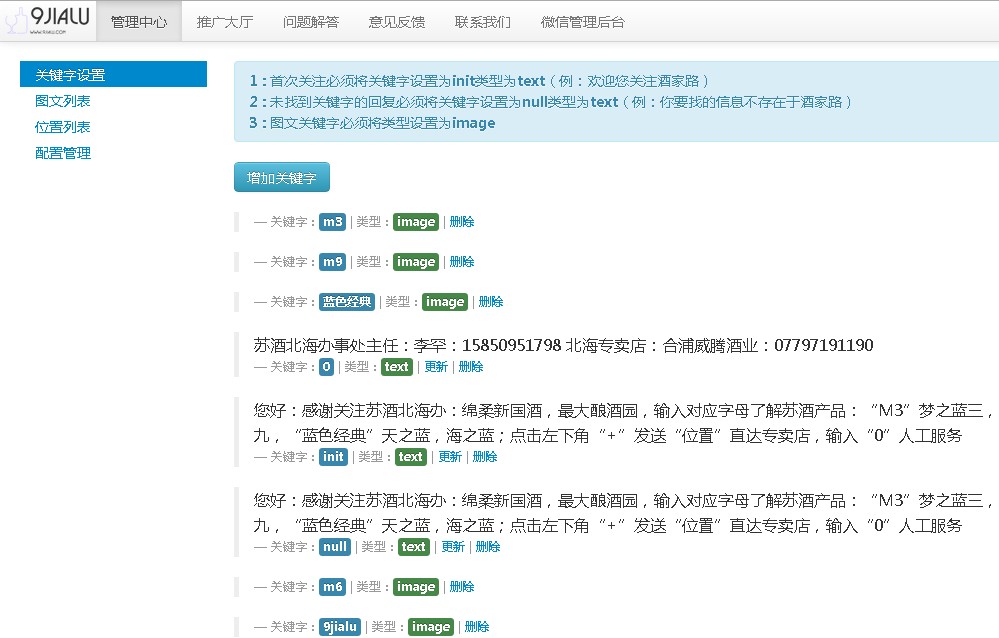 9JIALU
www.9JIALU.COM
管理中心 推广大厅 问题解答 意见反馈 联系我们 微信管理后台
关键字设置
图文列表
位置列表
配置管理
1：首次关注必须将关键字设置为init类型为text（例：欢迎您关注酒家路）
2：未找到关键字的回复必须将关键字设置为null类型为text（例：你要找的信息不存在于酒家路）
3：图文关键字必须将类型设置为image
增加关键字
— 关键字：m3 | 类型：image | 删除
— 关键字：m9 | 类型：image | 删除
— 关键字：蓝色经典 | 类型：image | 删除
苏酒北海办事处主任：李罕：15850951798 北海专卖店：合浦威腾酒业：07797191190
— 关键字：0 | 类型：text | 更新 | 删除
您好：感谢关注苏酒北海办：绵柔新国酒，最大酿酒园，输入对应字母了解苏酒产品：“M3”梦之蓝三，
九，“蓝色经典”天之蓝，海之蓝；点击左下角“+”发送“位置”直达专卖店，输入“0”人工服务
— 关键字：init | 类型：text | 更新 | 删除
您好：感谢关注苏酒北海办：绵柔新国酒，最大酿酒园，输入对应字母了解苏酒产品：“M3”梦之蓝三，
九，“蓝色经典”天之蓝，海之蓝；点击左下角“+”发送“位置”直达专卖店，输入“0”人工服务
— 关键字：null | 类型：text | 更新 | 删除
— 关键字：m6 | 类型：image | 删除
— 关键字：9jialu | 类型：image | 删除